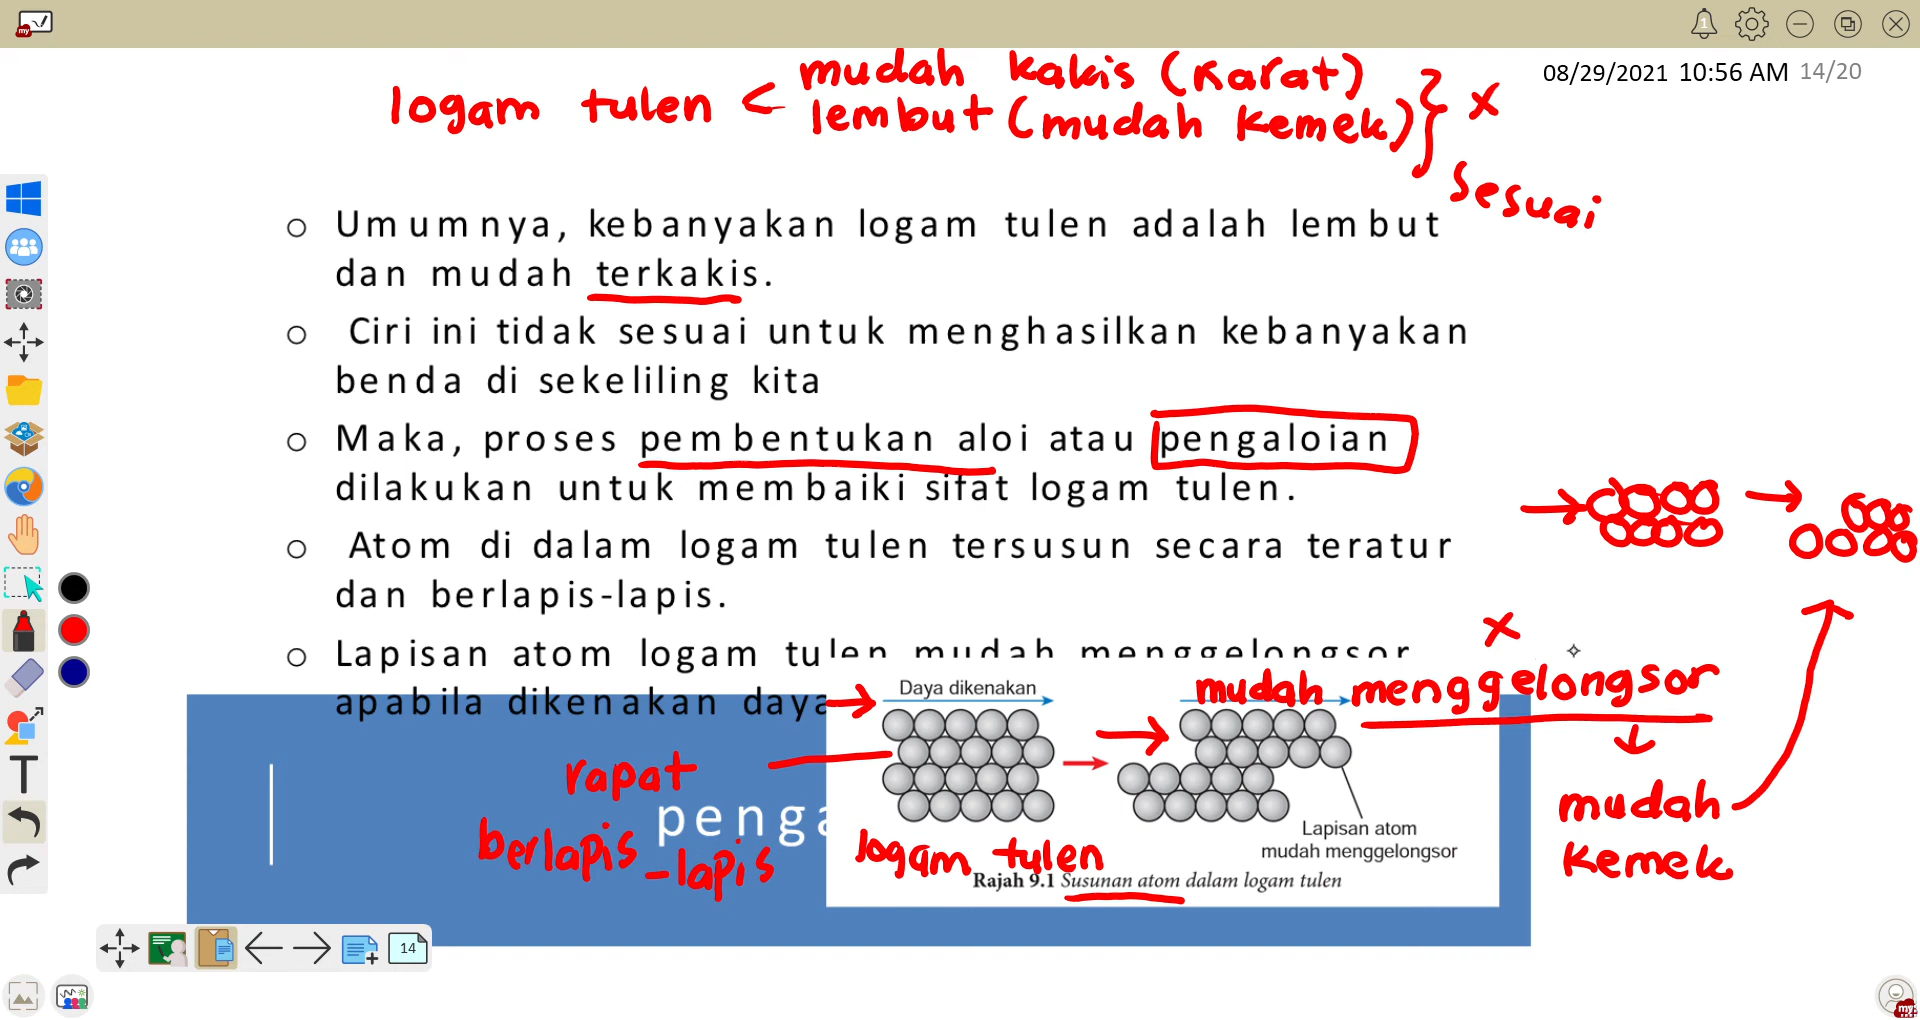 08/29/2021 10:56 AM 14/20
mudah kakis (Karat)
logam tulen < lembut (mudah kemek) } x
sesuai
Umumnya, kebanyakan logam tulen adalah lembut
dan mudah terkakis.
Ciri ini tidak sesuai untuk menghasilkan kebanyakan
benda di sekeliling kita
Maka, proses pembentukan aloi atau pengaloian
dilakukan untuk membaiki sifat logam tulen.
Atom di dalam logam tulen tersusun secara teratur
dan berlapis-lapis.
Lapisan atom logam tulen mudah menggelongsor
apabila dikenakan daya
x
Daya dikenakan
mudah menggelongsor
rapat
berlapis
-lapis
penga
mudah
kemek
Lapisan atom
mudah menggelongsor
logam tulen
Rajah 9.1 Susunan atom dalam logam tulen
14
1
my
my